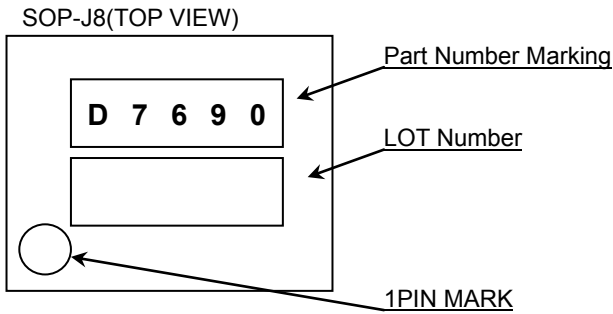 SOP-J8(TOP VIEW)
Part Number Marking
D 7 6 9 0
LOT Number
1PIN MARK